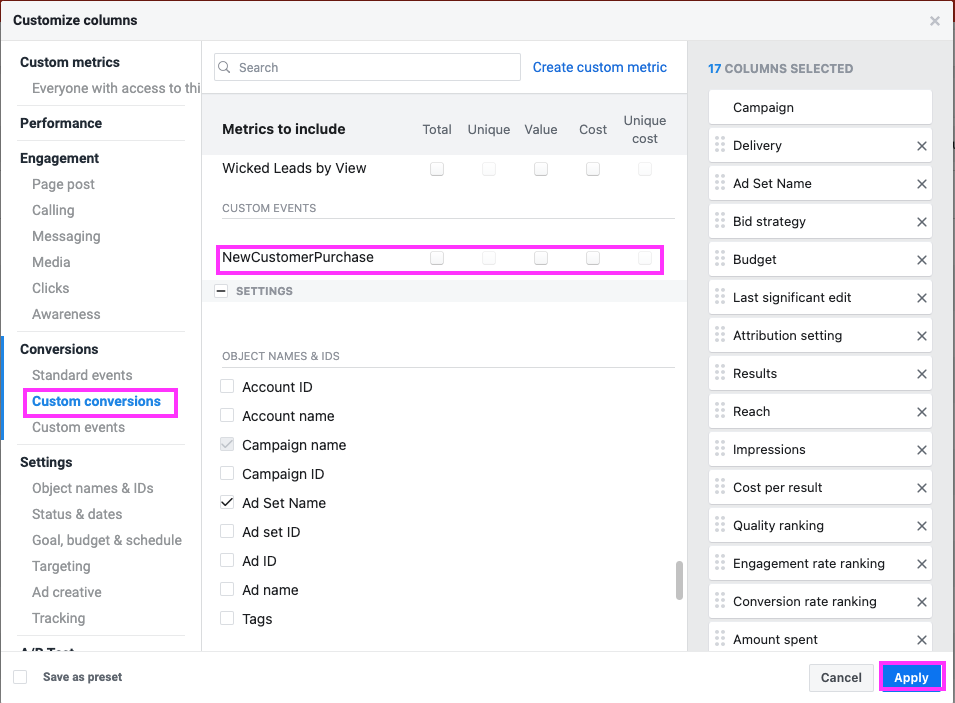 Customize columns
Custom metrics
Everyone with access to thi
Performance
Engagement
Page post
Calling
Messaging
Media
Clicks
Awareness
Conversions
Standard events
Custom conversions
Custom events
Settings
Object names & IDs
Status & dates
Goal, budget & schedule
Targeting
Ad creative
Tracking
A/B Test
Search
Create custom metric
Metrics to include Total Unique Value Cost Unique cost
Wicked Leads by View
CUSTOM EVENTS
NewCustomerPurchase
SETTINGS
OBJECT NAMES & IDS
Account ID
Account name
Campaign name
Campaign ID
Ad Set Name
Ad set ID
Ad ID
Ad name
Tags
17 COLUMNS SELECTED
Campaign
Delivery
Ad Set Name
Bid strategy
Budget
Last significant edit
Attribution setting
Results
Reach
Impressions
Cost per result
Quality ranking
Engagement rate ranking
Conversion rate ranking
Amount spent
Save as preset
Cancel
Apply